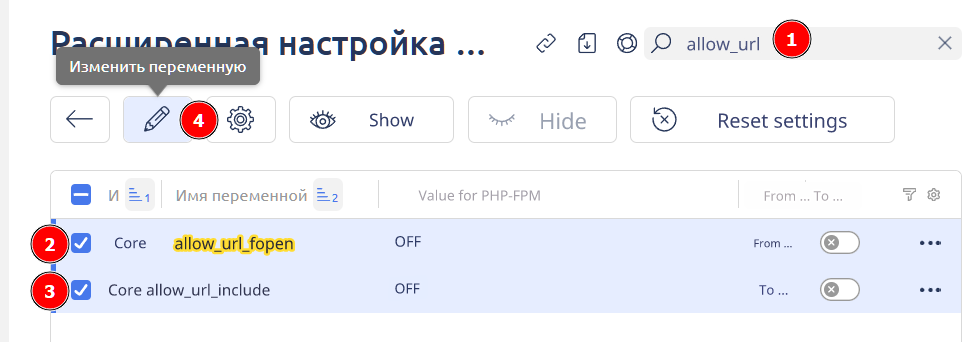 Расширенная настройка ...
allow_url
1
Изменить переменную
4
Show
Hide
Reset settings
И 1 Имя переменной 2 Value for PHP-FPM From ... To ...
2 Core allow_url_fopen OFF From ...
3 Core allow_url_include OFF To ...